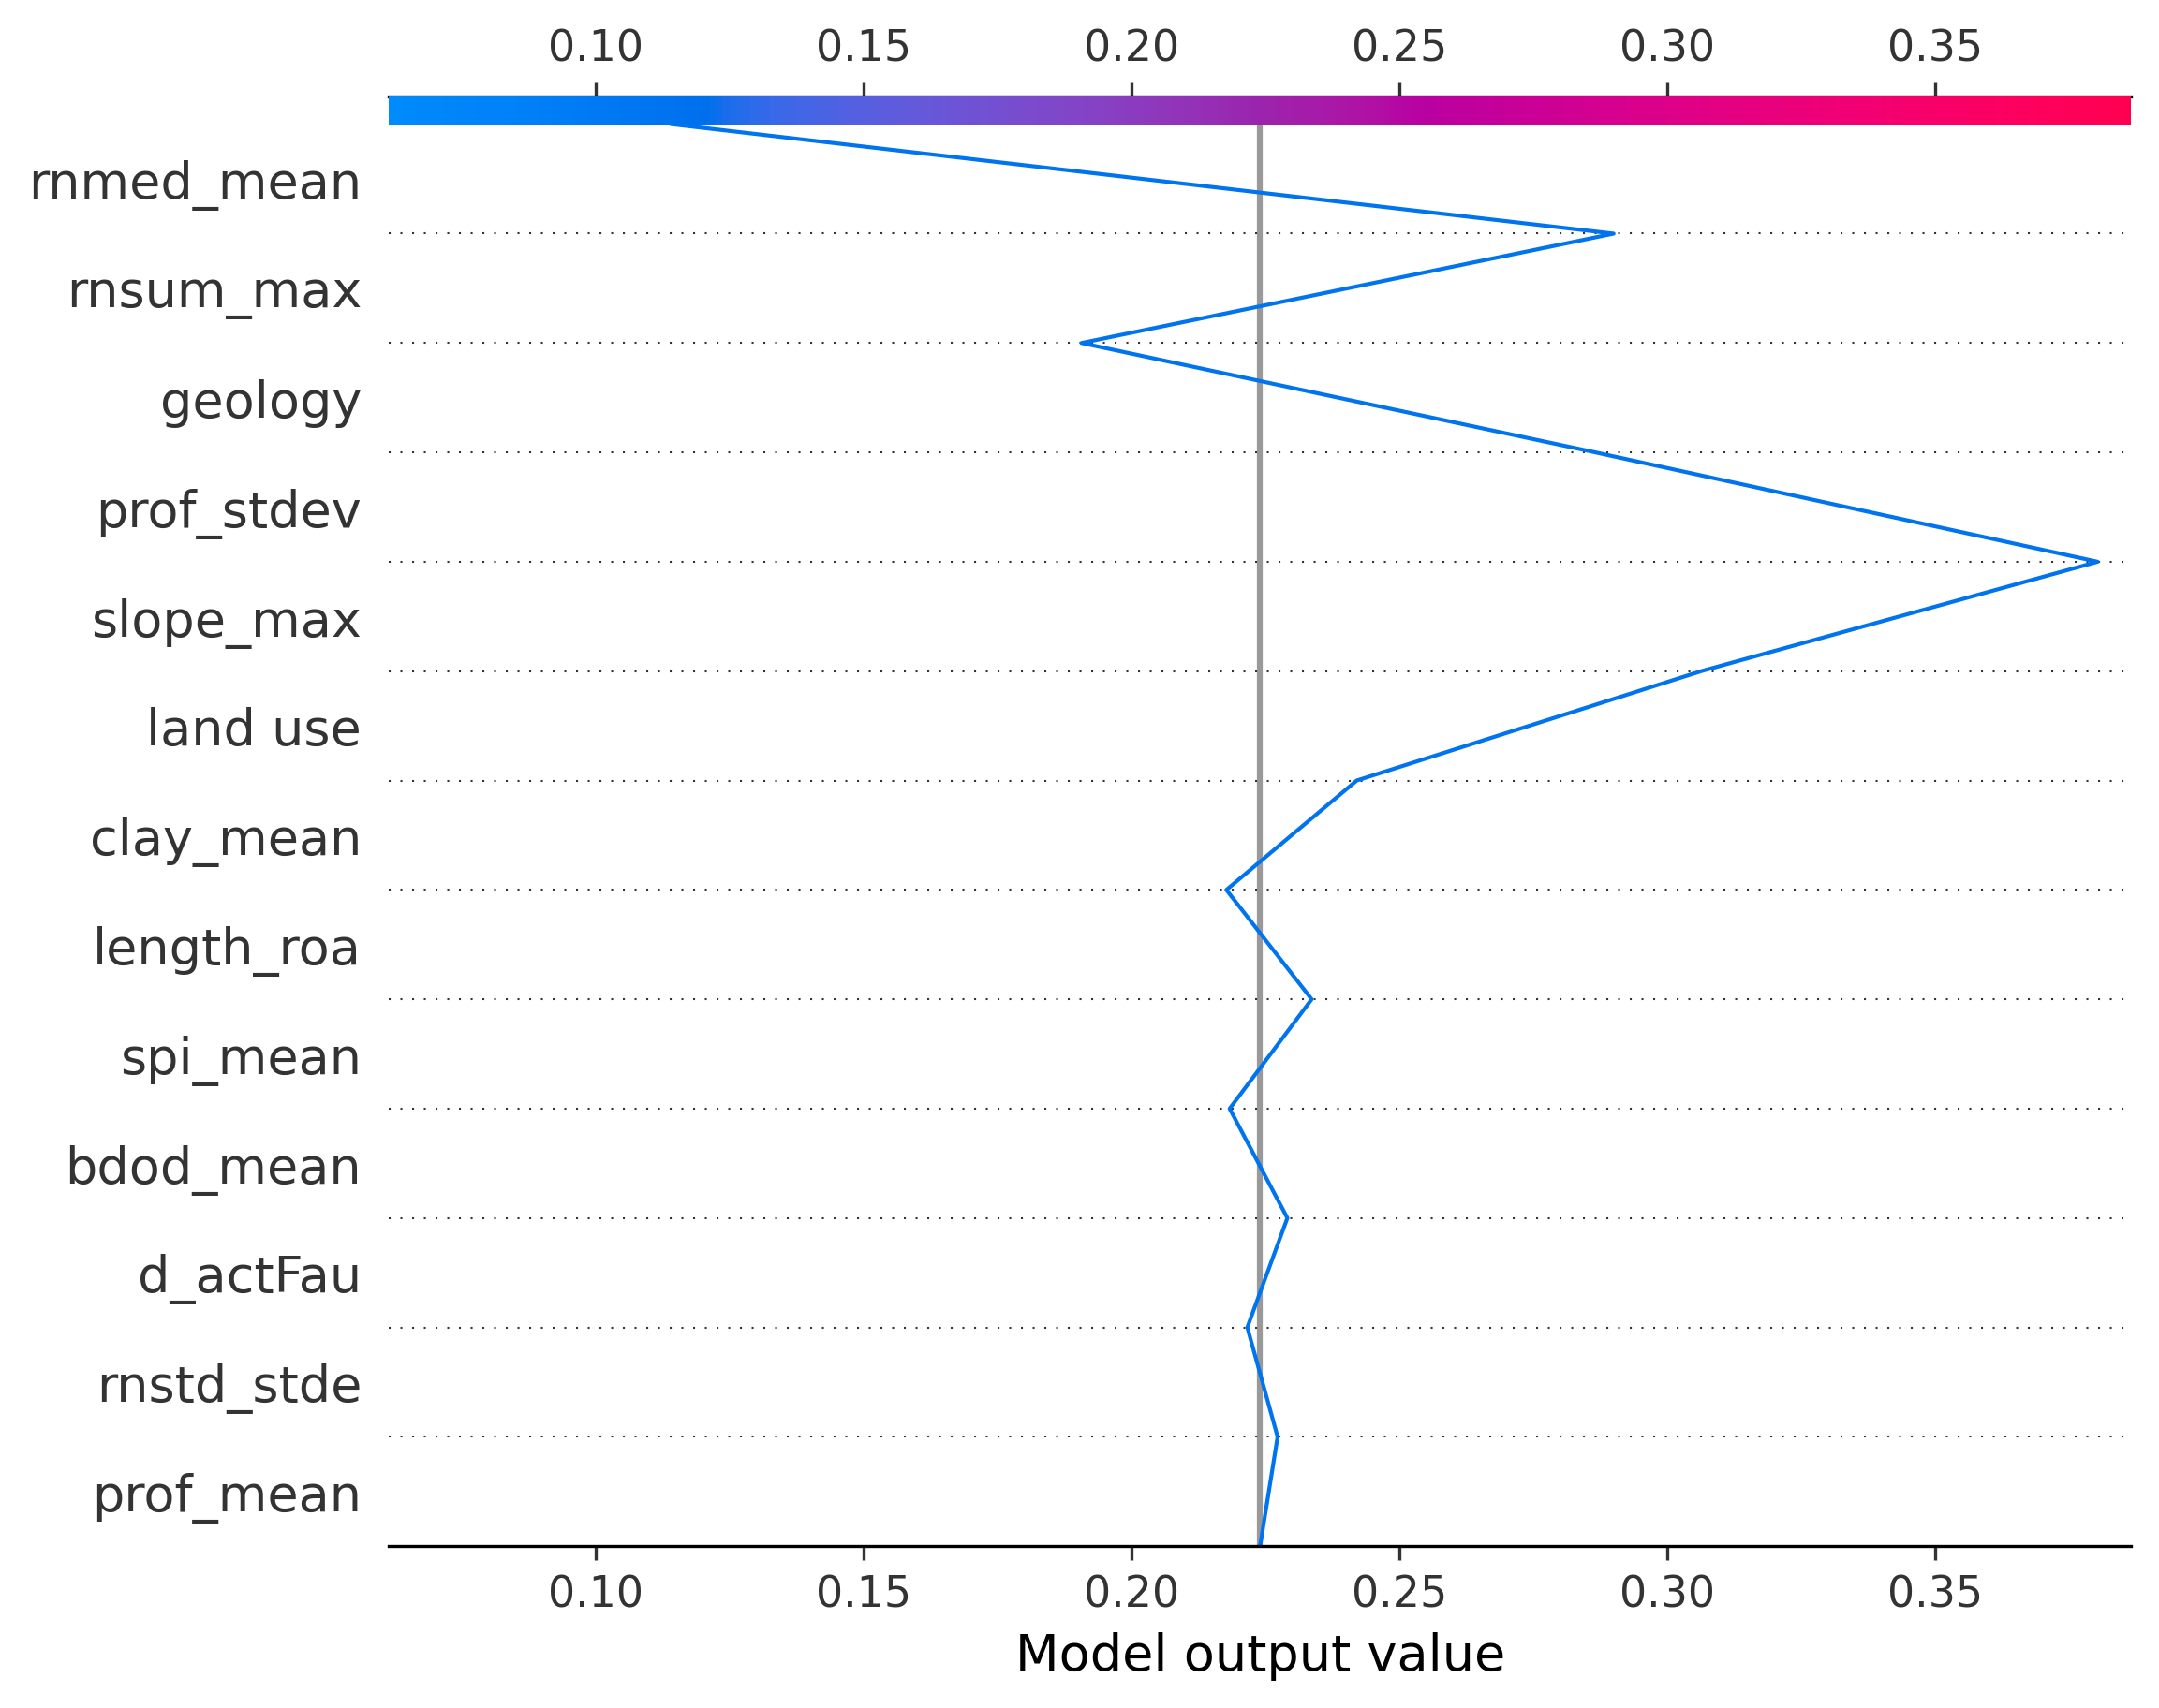 0.10 0.15 0.20 0.25 0.30 0.35
rnmed_mean
rnsum_max
geology
prof_stdev
slope_max
land use
clay_mean
length_roa
spi_mean
bdod_mean
d_actFau
rnstd_stde
prof_mean
0.10 0.15 0.20 0.25 0.30 0.35
Model output value